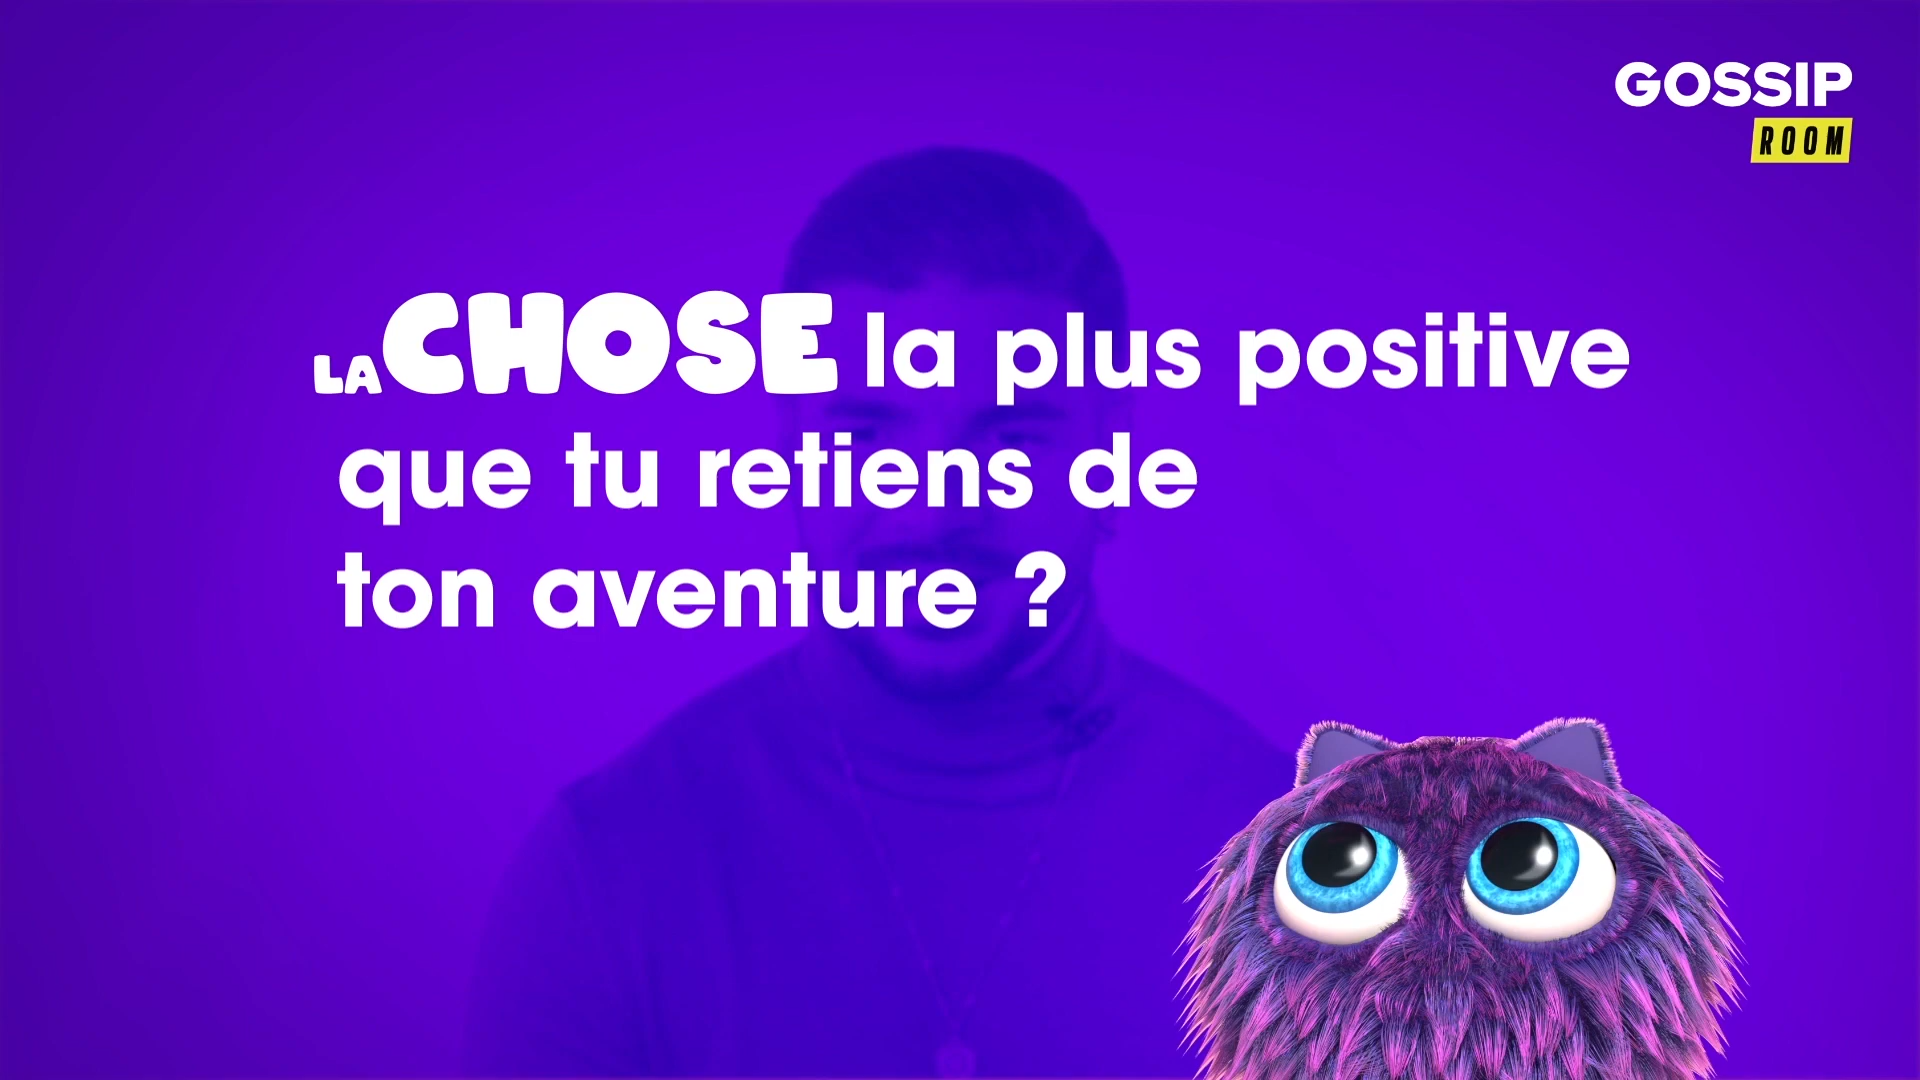 GOSSIP
ROOM
LA CHOSE la plus positive
que tu retiens de
ton aventure ?